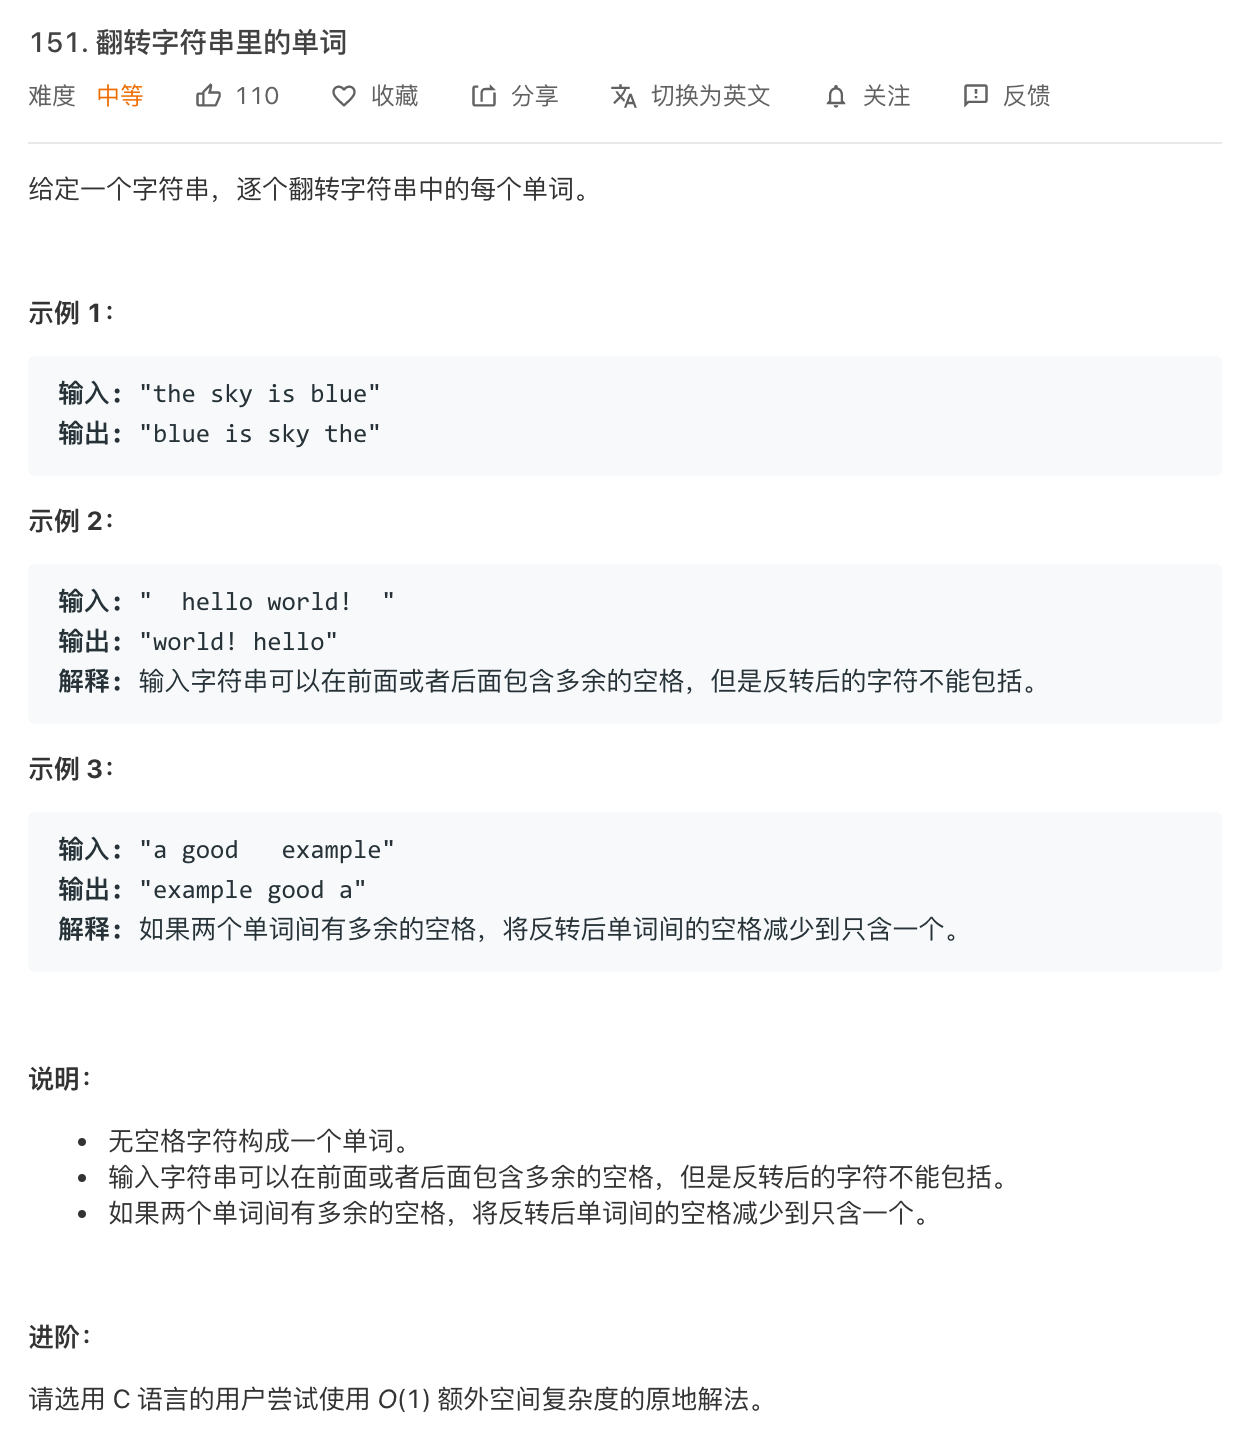 151. 翻转字符串里的单词
难度 中等 110 收藏 分享 切换为英文 关注 反馈
给定一个字符串，逐个翻转字符串中的每个单词。
示例 1：
输入: "the sky is blue"
输出: "blue is sky the"
示例 2：
输入: "  hello world!  "
输出: "world! hello"
解释: 输入字符串可以在前面或者后面包含多余的空格，但是反转后的字符不能包括。
示例 3：
输入: "a good   example"
输出: "example good a"
解释: 如果两个单词间有多余的空格，将反转后单词间的空格减少到只含一个。
说明：
• 无空格字符构成一个单词。
• 输入字符串可以在前面或者后面包含多余的空格，但是反转后的字符不能包括。
• 如果两个单词间有多余的空格，将反转后单词间的空格减少到只含一个。
进阶：
请选用 C 语言的用户尝试使用 O(1) 额外空间复杂度的原地解法。